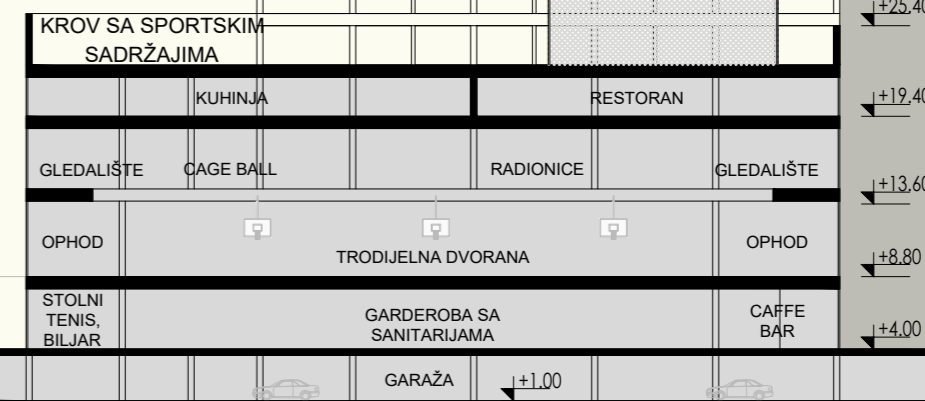 +25.40
KROV SA SPORTSKIM
SADRŽAJIMA
KUHINJA
RESTORAN
+19.40
GLEDALIŠTE
CAGE BALL
RADIONICE
GLEDALIŠTE
+13.60
OPHOD
TRODIJELNA DVORANA
OPHOD
+8.80
STOLNI
TENIS,
BILJAR
GARDEROBA SA
SANITARIJAMA
CAFFE
BAR
+4.00
GARAŽA
+1.00